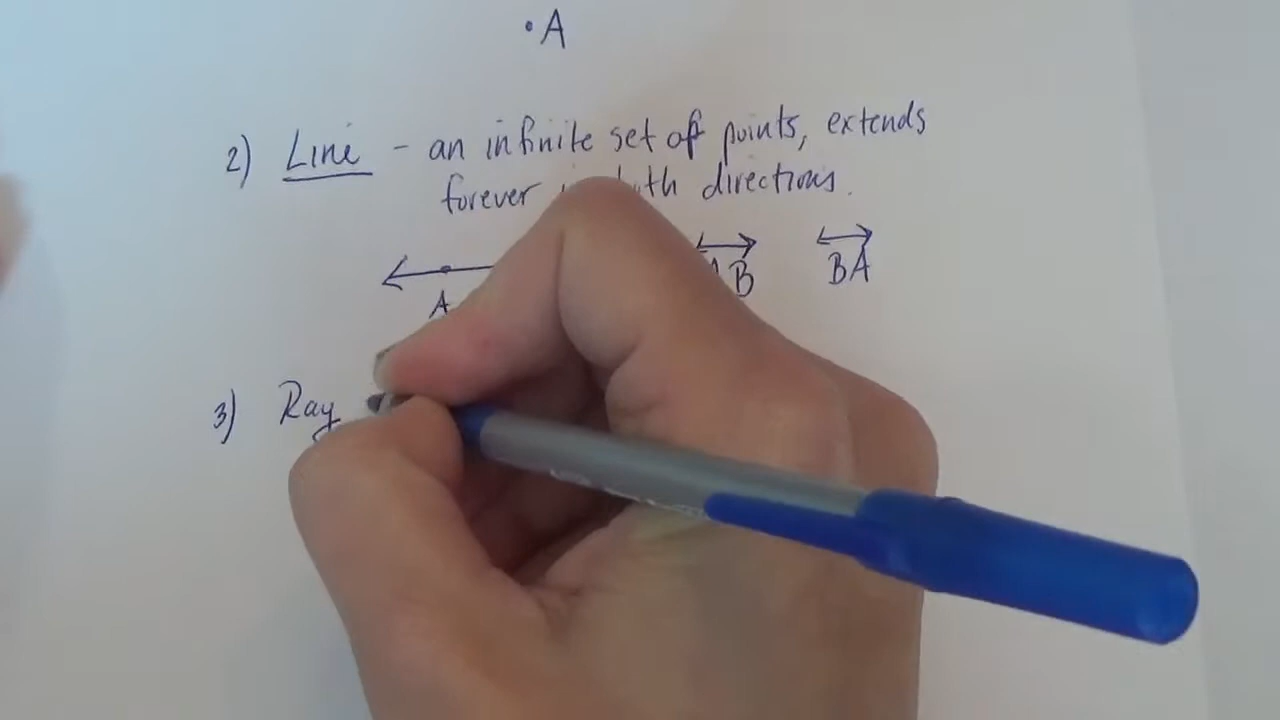 A
2) Line - an infinite set of points, extends
forever directions.
B BA
A
3) Ray